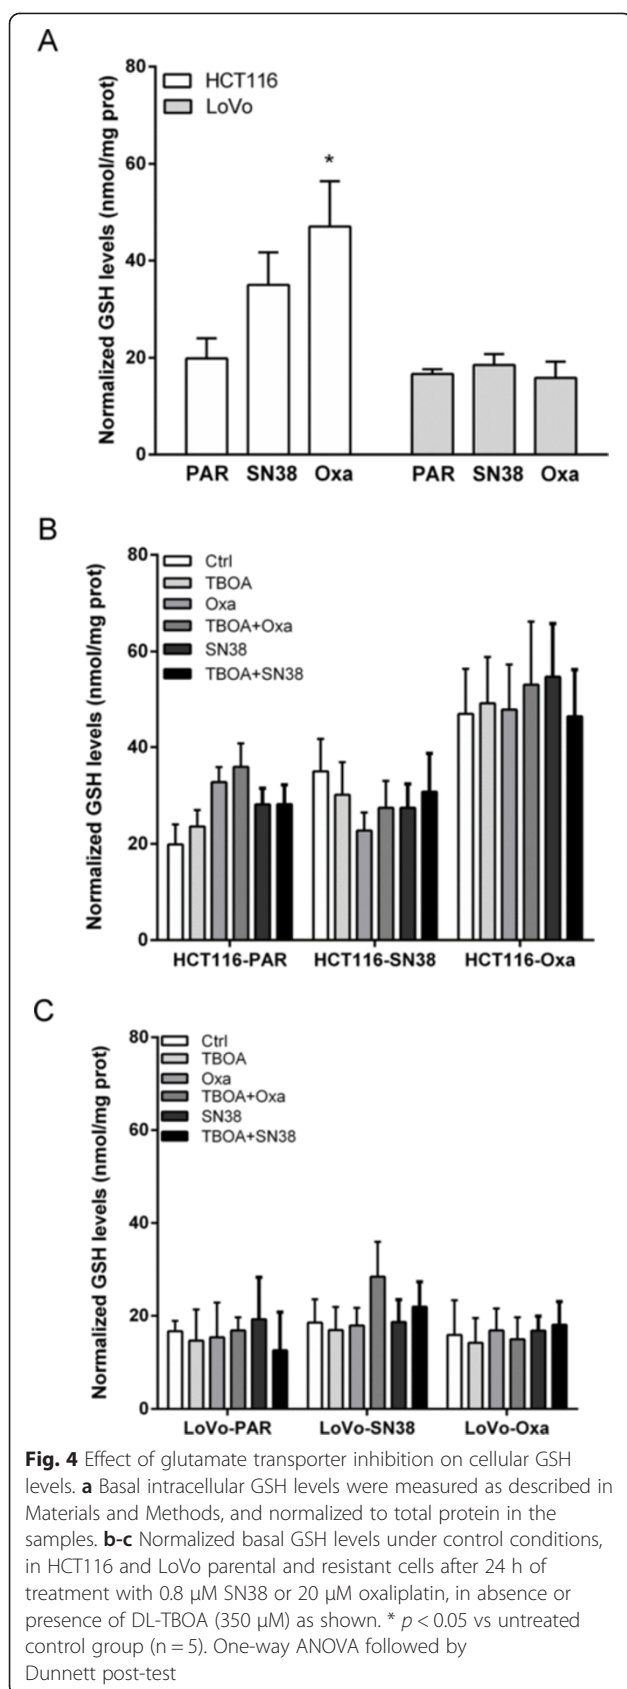 A
HCT116
LoVo
Normalized GSH levels (nmol/mg prot)
80
60
40
20
0
*
PAR SN38 Oxa PAR SN38 Oxa
B
Ctrl
TBOA
Oxa
TBOA+Oxa
SN38
TBOA+SN38
Normalized GSH levels (nmol/mg prot)
80
60
40
20
0
HCT116-PAR HCT116-SN38 HCT116-Oxa
C
Ctrl
TBOA
Oxa
TBOA+Oxa
SN38
TBOA+SN38
Normalized GSH levels (nmol/mg prot)
80
60
40
20
0
LoVo-PAR LoVo-SN38 LoVo-Oxa
Fig. 4 Effect of glutamate transporter inhibition on cellular GSH
levels. a Basal intracellular GSH levels were measured as described in
Materials and Methods, and normalized to total protein in the
samples. b-c Normalized basal GSH levels under control conditions,
in HCT116 and LoVo parental and resistant cells after 24 h of
treatment with 0.8 μM SN38 or 20 μM oxaliplatin, in absence or
presence of DL-TBOA (350 μM) as shown. * p < 0.05 vs untreated
control group (n = 5). One-way ANOVA followed by
Dunnett post-test